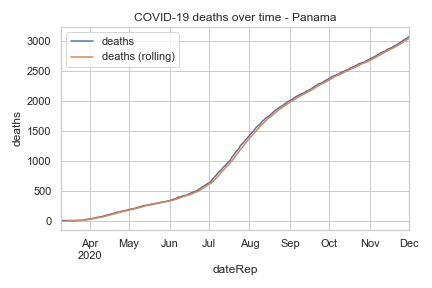 COVID-19 deaths over time - Panama
deaths
deaths (rolling)
3000
2500
2000
1500
1000
500
0
deaths
Apr May Jun Jul Aug Sep Oct Nov Dec
2020
dateRep